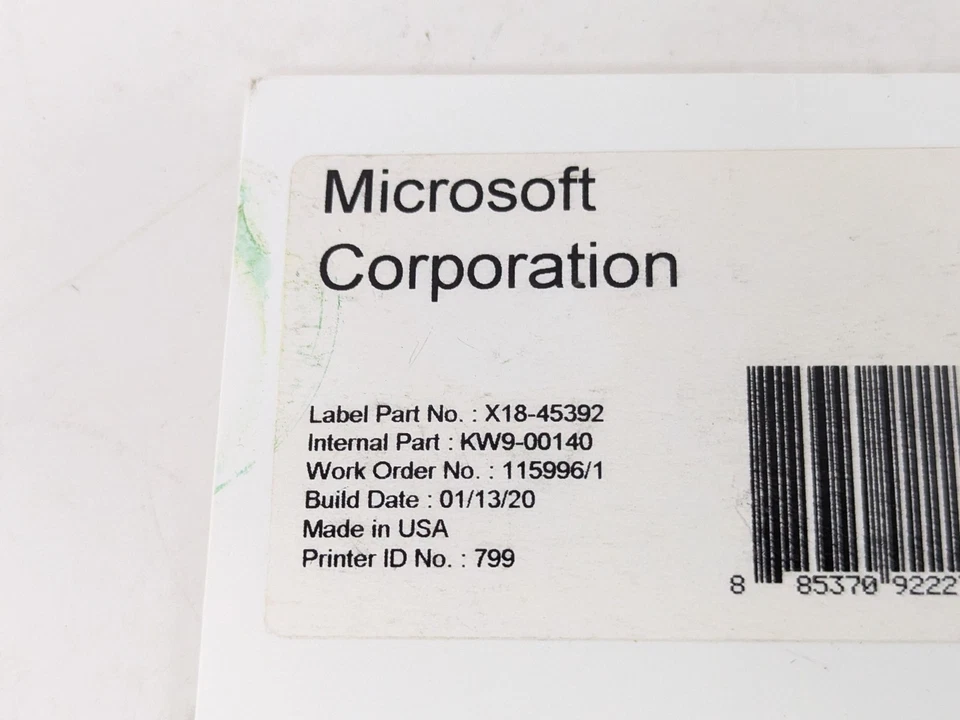 Microsoft
Corporation
Label Part No. : X18-45392
Internal Part : KW9-00140
Work Order No. : 115996/1
Build Date : 01/13/20
Made in USA
Printer ID No. : 799
8 85370 9222